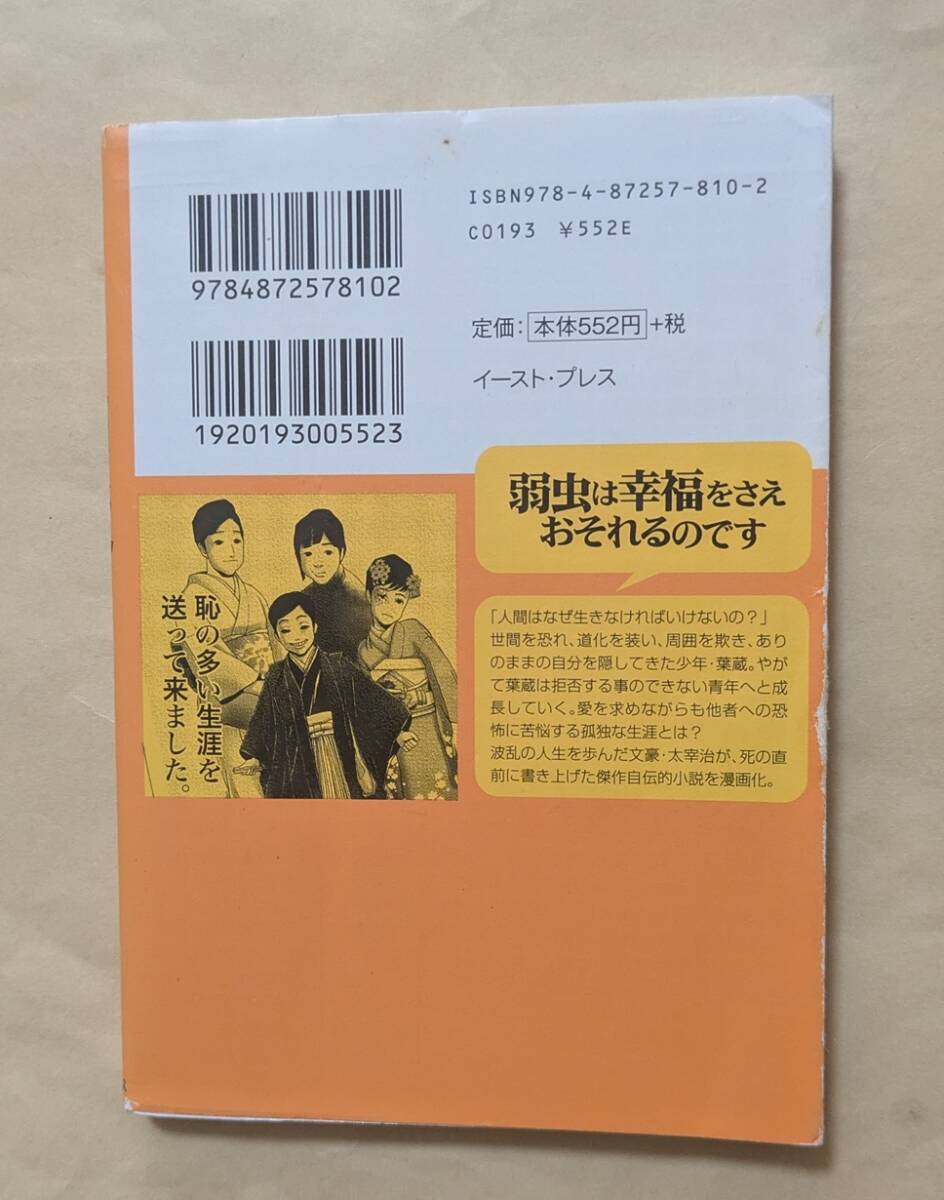 ISBN978-4-87257-810-2
C0193 ¥552E
9784872578102
定価：本体552円+税
イースト・プレス
1920193005523
弱虫は幸福をさえ
おそれるのです
恥の多い生涯を
送って来ました。
「人間はなぜ生きなければいけないの？」
世間を恐れ、道化を装い、周囲を欺き、あり
のままの自分を隠してきた少年・葉蔵。やが
て葉蔵は拒否する事のできない青年へと成
長していく。愛を求めながらも他者への恐
怖に苦悩する孤独な生涯とは？
波乱の人生を歩んだ文豪・太宰治が、死の直
前に書き上げた傑作自伝的小説を漫画化。